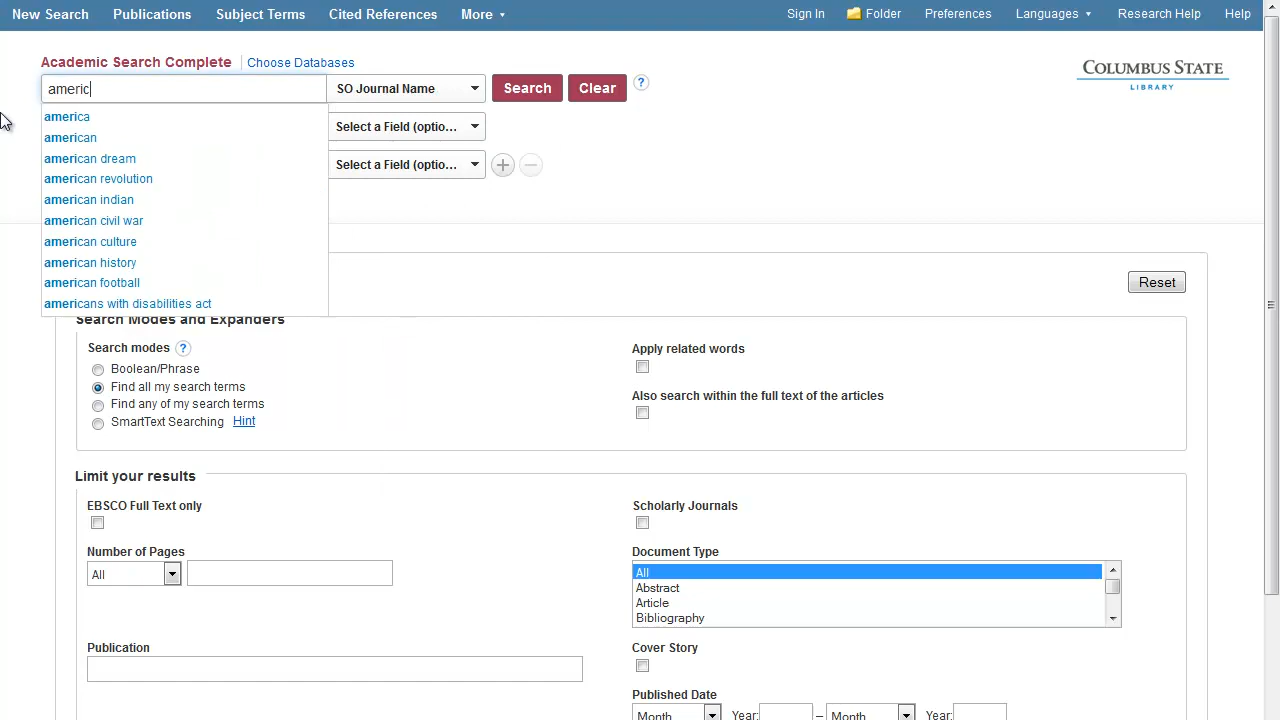 New Search Publications Subject Terms Cited References More Sign In Folder Preferences Languages Research Help Help
Academic Search Complete Choose Databases
COLUMBUS STATE
LIBRARY
americ SO Journal Name Search Clear ?
america
american Select a Field (optio...
american dream Select a Field (optio...
american revolution
american indian
american civil war
american culture
american history
american football Reset
americans with disabilities act
Search Modes and Expanders
Search modes ? Apply related words
Boolean/Phrase
Find all my search terms Also search within the full text of the articles
Find any of my search terms
SmartText Searching Hint
Limit your results
EBSCO Full Text only Scholarly Journals
Number of Pages Document Type
All All
Abstract
Article
Bibliography
Publication Cover Story
Published Date
Month Year: – Month Year: